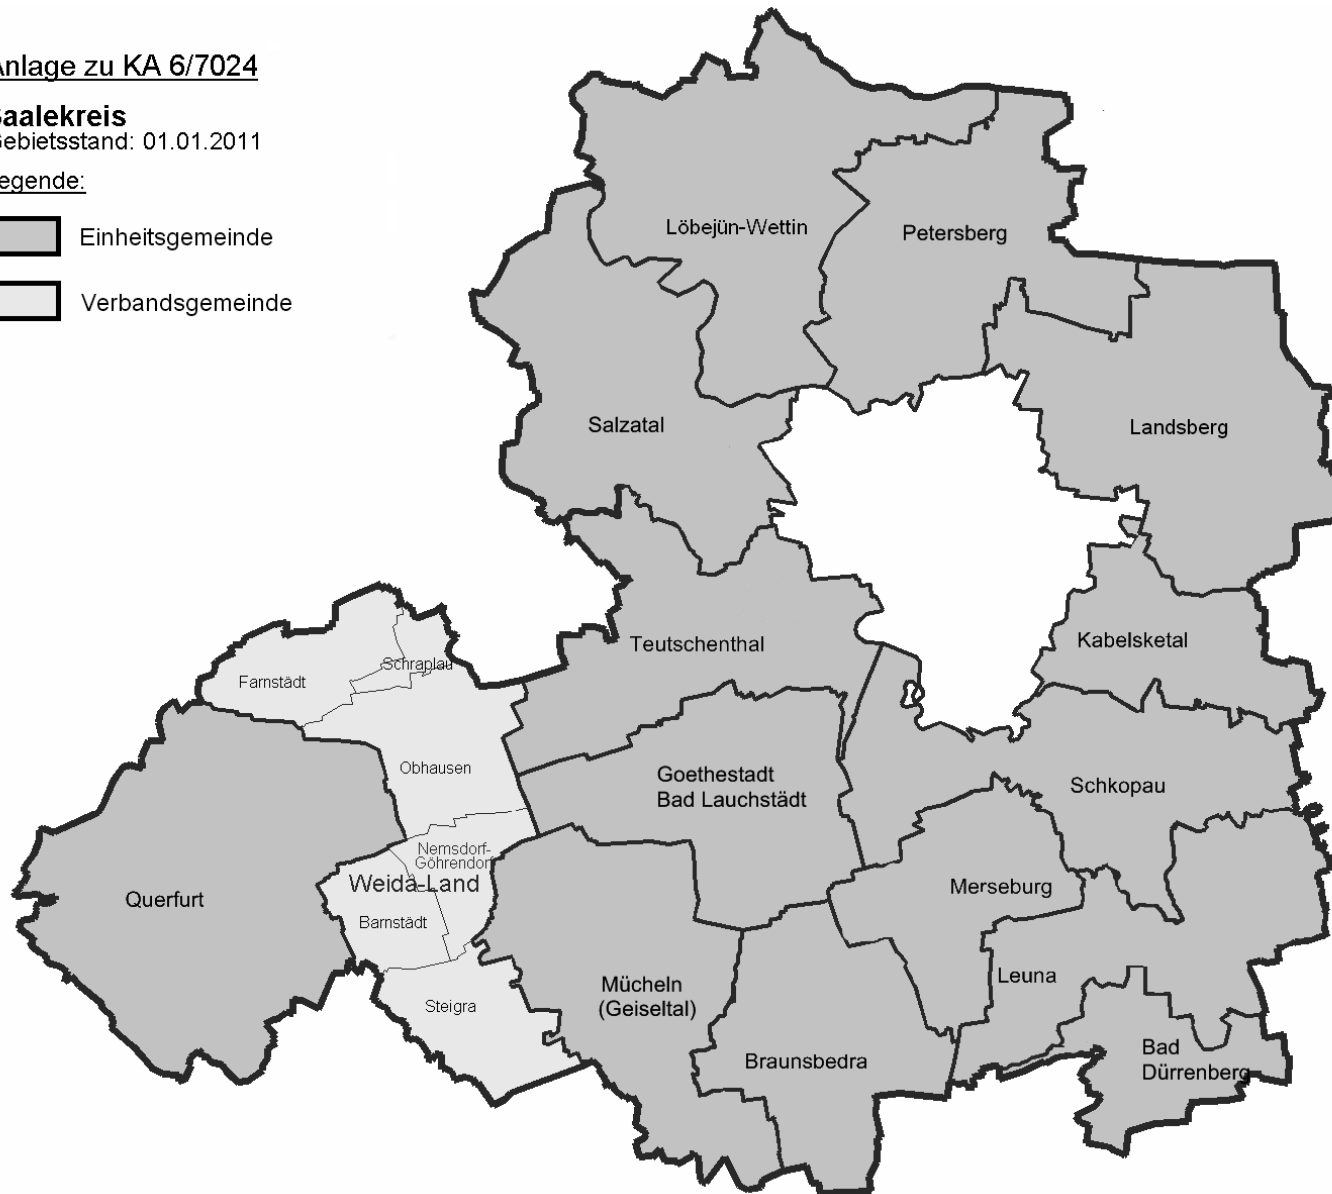 Anlage zu KA 6/7024
Saalekreis
Gebietsstand: 01.01.2011
Legende:
Einheitsgemeinde
Verbandsgemeinde
Löbejün-Wettin
Petersberg
Salzatal
Landsberg
Teutschenthal
Kabelsketal
Schraplau
Farnstädt
Obhausen
Goethestadt
Bad Lauchstädt
Schkopau
Nemsdorf-
Göhrendorf
Weida-Land
Querfurt
Barnstädt
Merseburg
Mücheln
(Geiseltal)
Leuna
Steigra
Braunsbedra
Bad
Dürrenberg